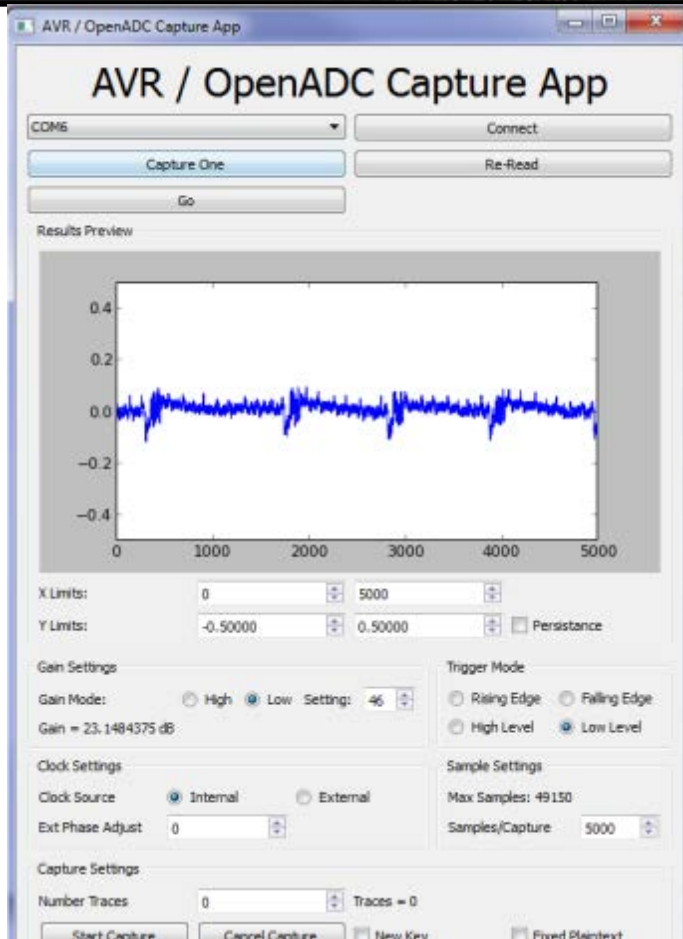 AVR / OpenADC Capture App
AVR / OpenADC Capture App
COM6 Connect
Capture One Re-Read
Go
Results Preview
0.4
0.2
0.0
−0.2
−0.4
0 1000 2000 3000 4000 5000
X Limits: 0 5000
Y Limits: -0.50000 0.50000 Persistance
Gain Settings Trigger Mode
Gain Mode: High Low Setting: 46 Rising Edge Falling Edge
Gain = 23.1484375 dB High Level Low Level
Clock Settings Sample Settings
Clock Source Internal External Max Samples: 49150
Ext Phase Adjust 0 Samples/Capture 5000
Capture Settings
Number Traces 0 Traces = 0
Start Capture Cancel Capture New Key Fixed Plaintext